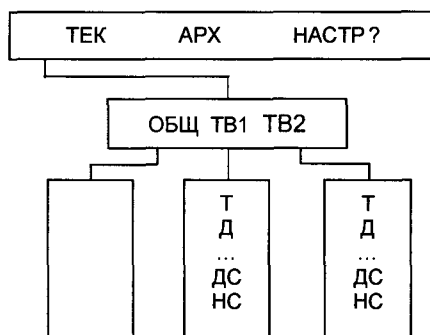 ТЕК АРХ НАСТР?
ОБЩ ТВ1 ТВ2
Т Т
Д Д
... ...
ДС ДС
НС НС